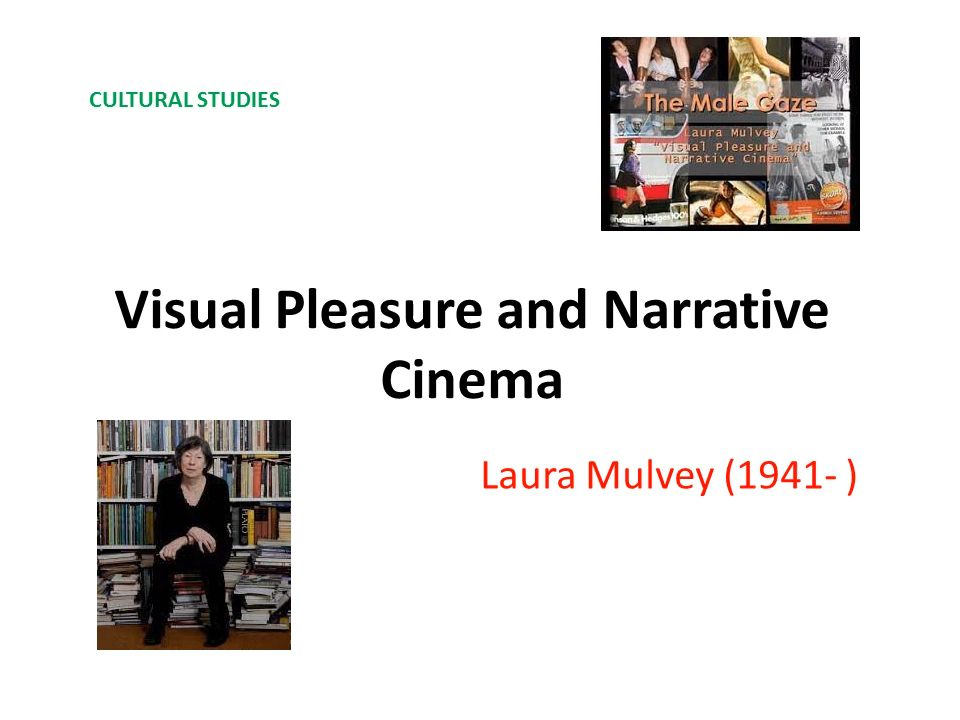 CULTURAL STUDIES
The Male Gaze
Laura Mulvey
"Visual Pleasure and
Narrative Cinema"
Visual Pleasure and Narrative
Cinema
Laura Mulvey (1941- )
PLATO